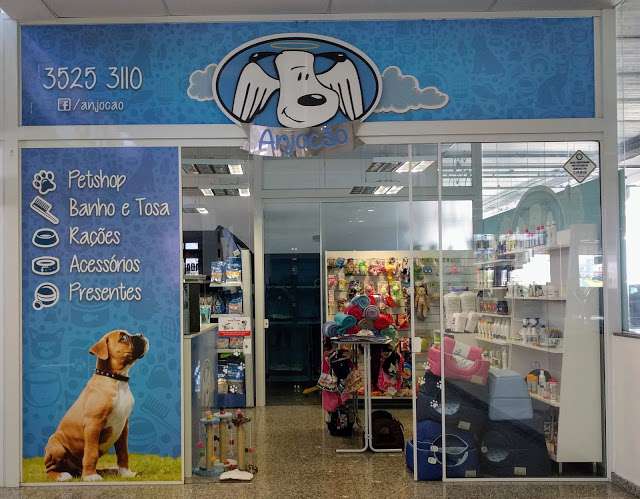 3525 3110
/anjocao
Anjocão
Petshop
Banho e Tosa
Rações
Acessórios
Presentes